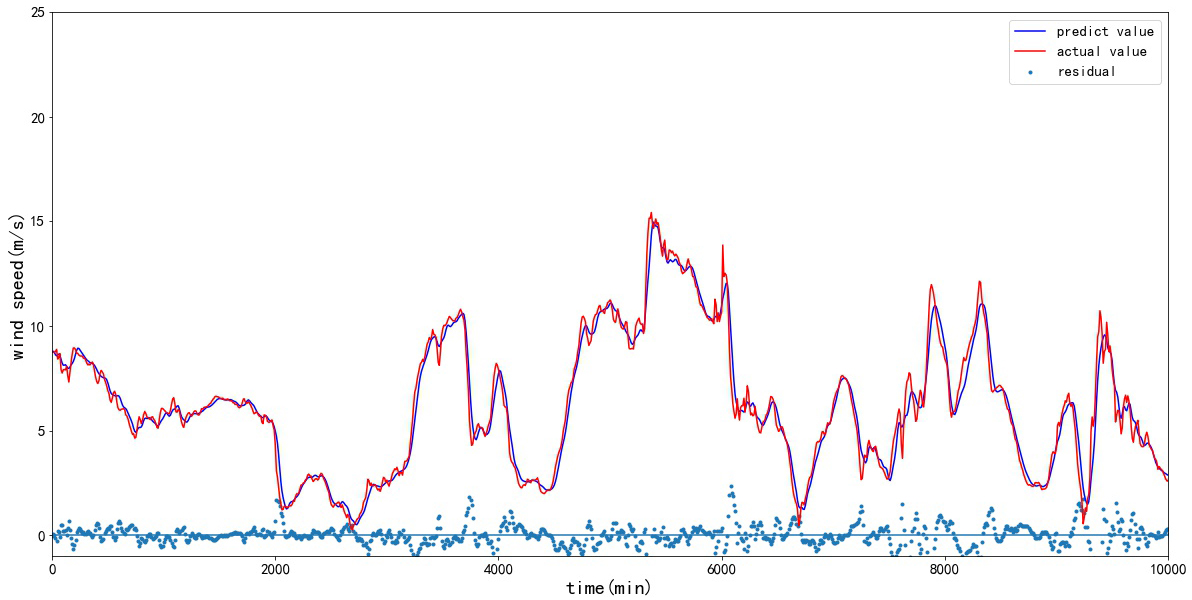 predict value
actual value
residual
25
20
15
10
5
0
wind speed(m/s)
0 2000 4000 6000 8000 10000
time(min)